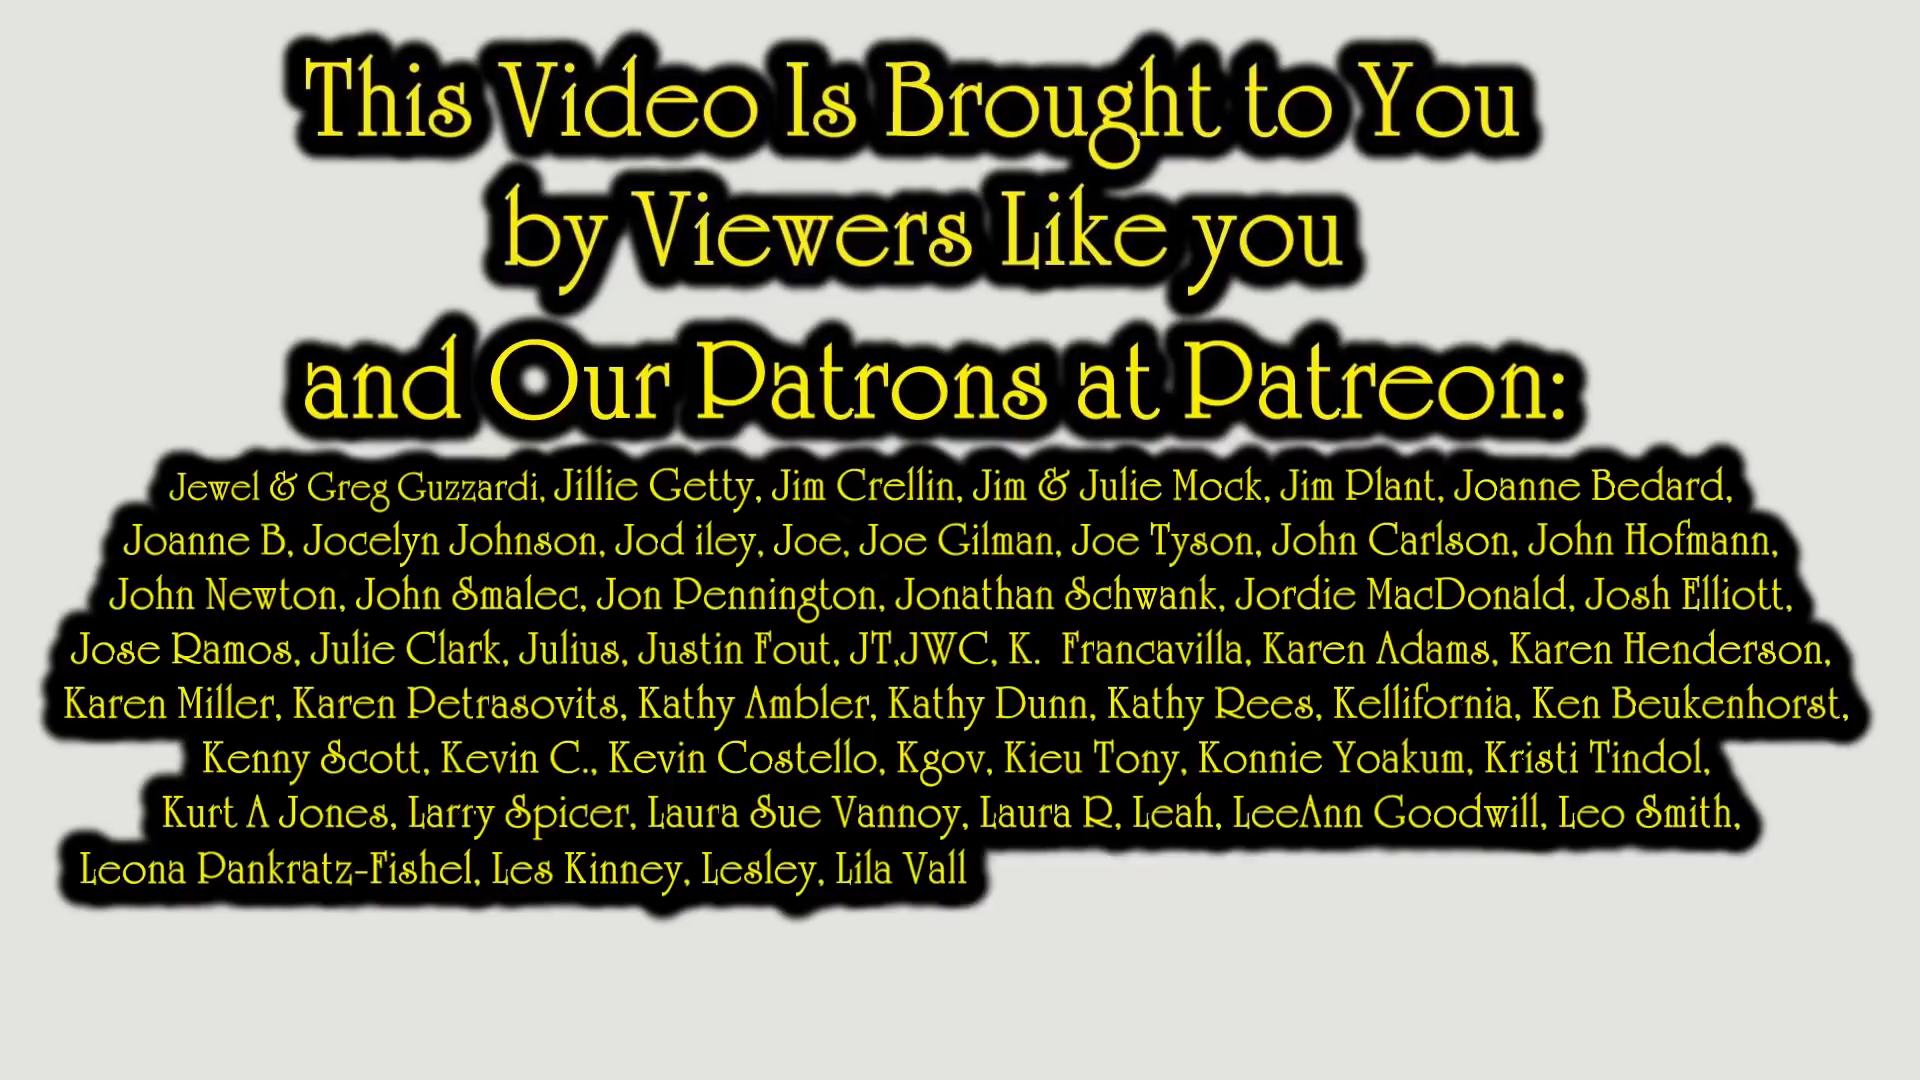 This Video Is Brought to You
by Viewers Like you
and Our Patrons at Patreon:
Jewel & Greg Guzzardi, Jillie Getty, Jim Crellin, Jim & Julie Mock, Jim Plant, Joanne Bedard,
Joanne B, Jocelyn Johnson, Jod iley, Joe, Joe Gilman, Joe Tyson, John Carlson, John Hofmann,
John Newton, John Smalec, Jon Pennington, Jonathan Schwank, Jordie MacDonald, Josh Elliott,
Jose Ramos, Julie Clark, Julius, Justin Fout, JT,JWC, K.  Francavilla, Karen Adams, Karen Henderson,
Karen Miller, Karen Petrasovits, Kathy Ambler, Kathy Dunn, Kathy Rees, Kellifornia, Ken Beukenhorst,
Kenny Scott, Kevin C., Kevin Costello, Kgov, Kieu Tony, Konnie Yoakum, Kristi Tindol,
Kurt A Jones, Larry Spicer, Laura Sue Vannoy, Laura R, Leah, LeeAnn Goodwill, Leo Smith,
Leona Pankratz-Fishel, Les Kinney, Lesley, Lila Vall